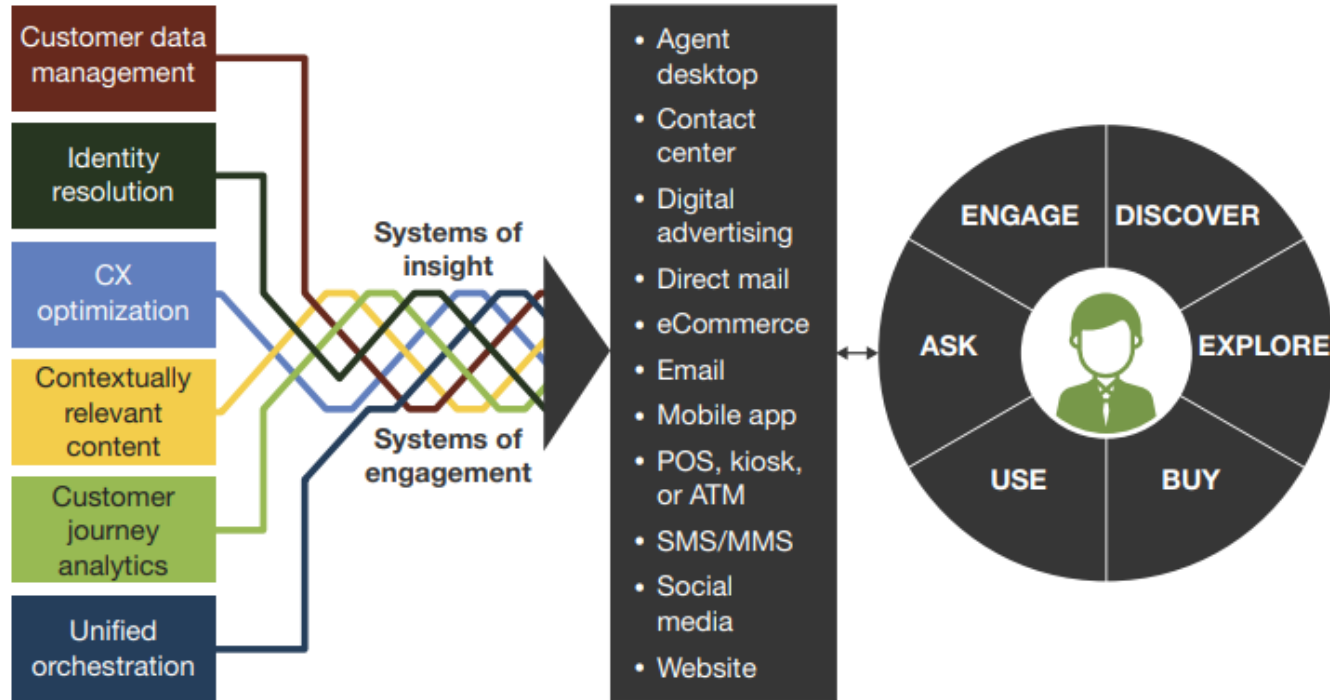 Customer data
management
Identity
resolution
CX
optimization
Contextually
relevant
content
Customer
journey
analytics
Unified
orchestration
Systems of
insight
Systems of
engagement
• Agent
desktop
• Contact
center
• Digital
advertising
• Direct mail
• eCommerce
• Email
• Mobile app
• POS, kiosk,
or ATM
• SMS/MMS
• Social
media
• Website
ENGAGE
DISCOVER
ASK
EXPLORE
USE
BUY